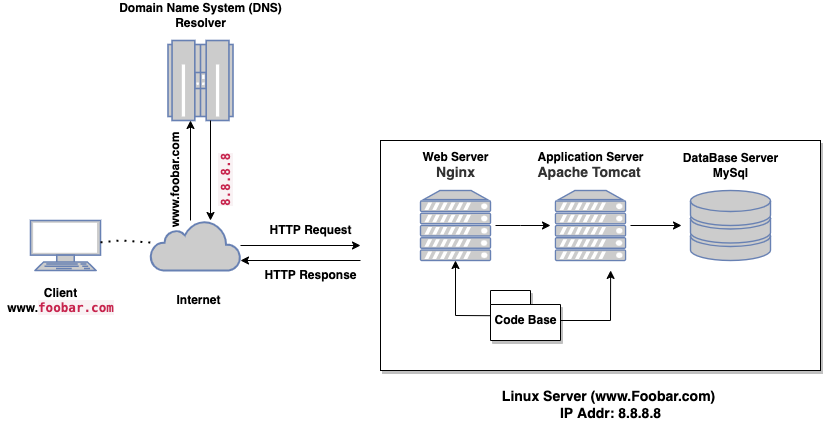 Domain Name System (DNS)
Resolver
www.foobar.com
8.8.8.8
HTTP Request
HTTP Response
Client
www.foobar.com
Internet
Web Server
Nginx
Application Server
Apache Tomcat
DataBase Server
MySql
Code Base
Linux Server (www.Foobar.com)
IP Addr: 8.8.8.8